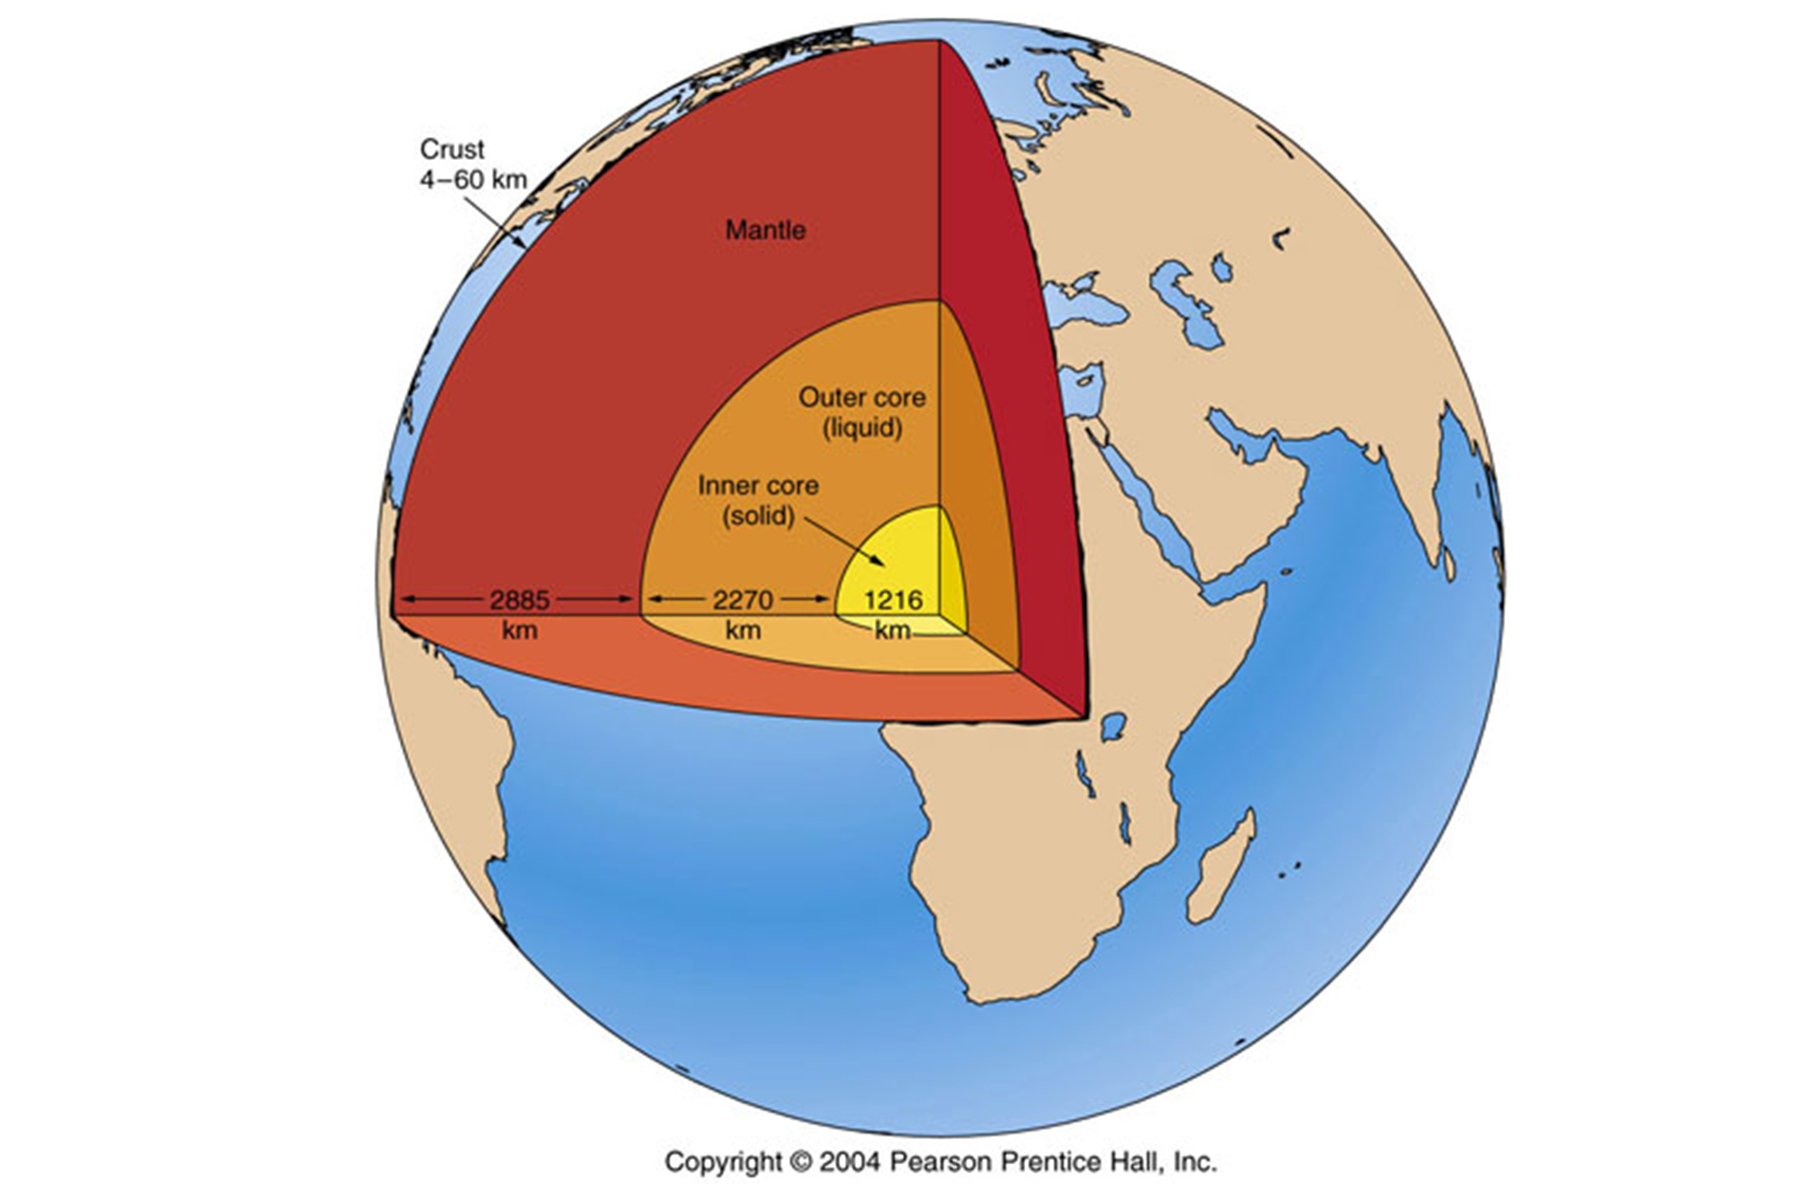 Crust
4–60 km
Mantle
Outer core
(liquid)
Inner core
(solid)
2885
km
2270
km
1216
km
Copyright © 2004 Pearson Prentice Hall, Inc.